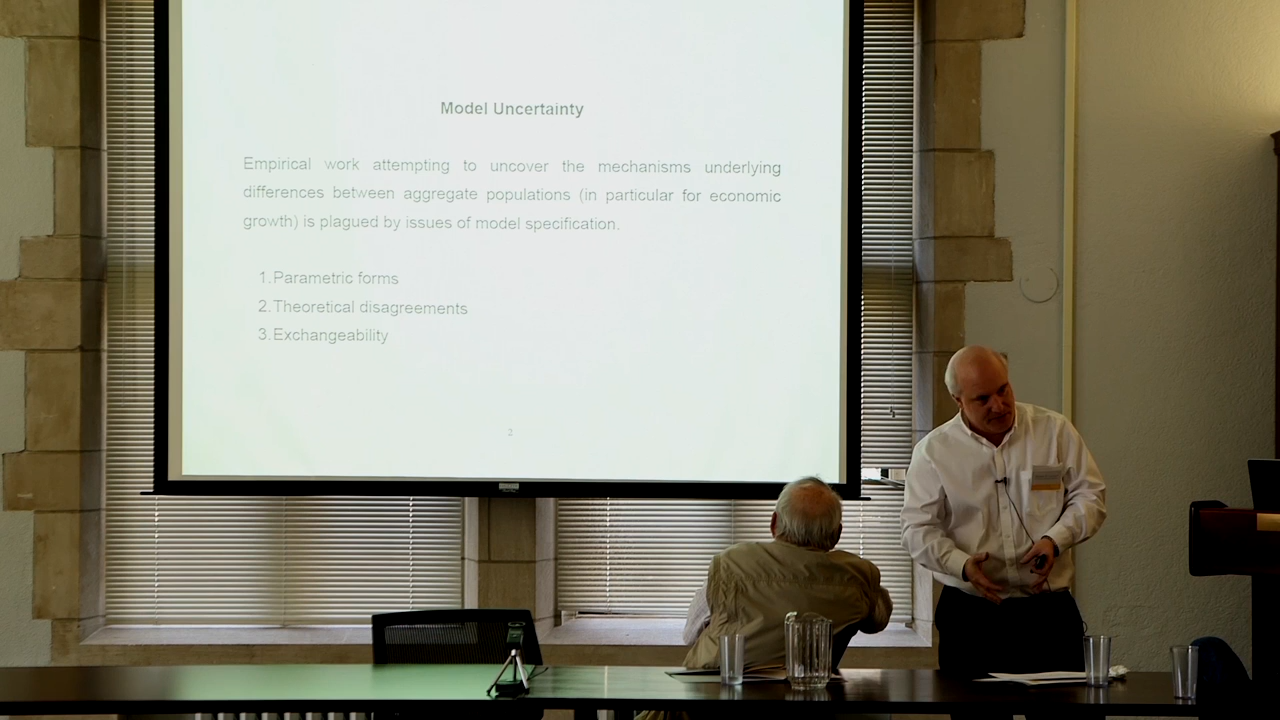 Model Uncertainty
Empirical work attempting to uncover the mechanisms underlying
differences between aggregate populations (in particular for economic
growth) is plagued by issues of model specification.
1. Parametric forms
2. Theoretical disagreements
3. Exchangeability
2